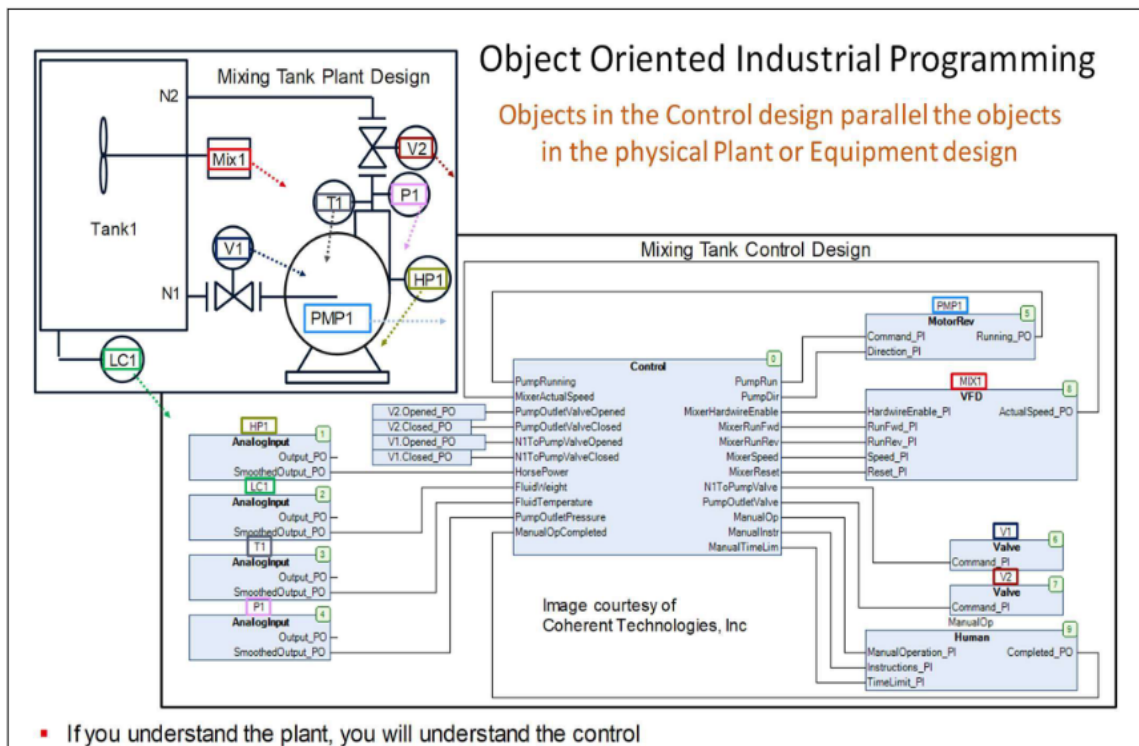 Object Oriented Industrial Programming
Objects in the Control design parallel the objects
in the physical Plant or Equipment design
Mixing Tank Plant Design
N2
Mix1
V2
T1
P1
Tank1
V1
HP1
N1
PMP1
LC1
Mixing Tank Control Design
HP1
1
AnalogInput
Output_PO
SmoothedOutput_PO
LC1
2
AnalogInput
Output_PO
SmoothedOutput_PO
T1
3
AnalogInput
Output_PO
SmoothedOutput_PO
P1
4
AnalogInput
Output_PO
SmoothedOutput_PO
V2.Opened_PO
V2.Closed_PO
V1.Opened_PO
V1.Closed_PO
0
Control
PumpRunning PumpRun
MixerActualSpeed PumpDir
PumpOutletValveOpened MixerHardwireEnable
PumpOutletValveClosed MixerRunFwd
N1ToPumpValveOpened MixerRunRev
N1ToPumpValveClosed MixerSpeed
HorsePower MixerReset
FluidWeight N1ToPumpValve
FluidTemperature PumpOutletValve
PumpOutletPressure ManualOp
ManualOpCompleted ManualInstr
ManualTimeLim
Image courtesy of
Coherent Technologies, Inc
PMP1
5
MotorRev
Command_PI Running_PO
Direction_PI
MIX1
8
VFD
HardwireEnable_PI ActualSpeed_PO
RunFwd_PI
RunRev_PI
Speed_PI
Reset_PI
V1
6
Valve
Command_PI
V2
7
Valve
Command_PI
ManualOp
9
Human
ManualOperation_PI Completed_PO
Instructions_PI
TimeLimit_PI
▪ If you understand the plant, you will understand the control